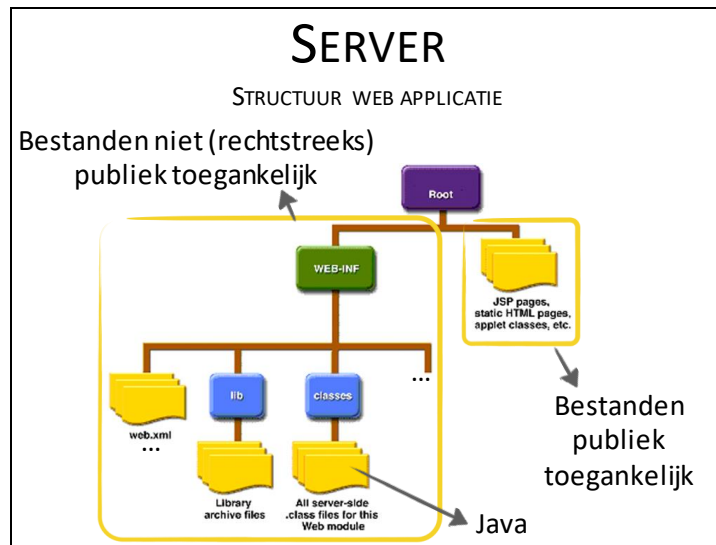 SERVER
STRUCTUUR WEB APPLICATIE
Bestanden niet (rechtstreeks)
publiek toegankelijk
Root
WEB-INF
JSP pages,
static HTML pages,
applet classes, etc.
lib
classes
...
web.xml
...
Library
archive files
All server-side
.class files for this
Web module
Bestanden
publiek
toegankelijk
Java